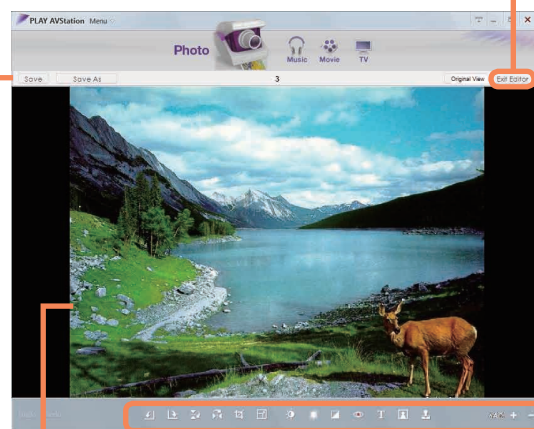 PLAY AVStation Menu
Photo
Music Movie TV
Save Save As 3 Original View Exit Editor
T